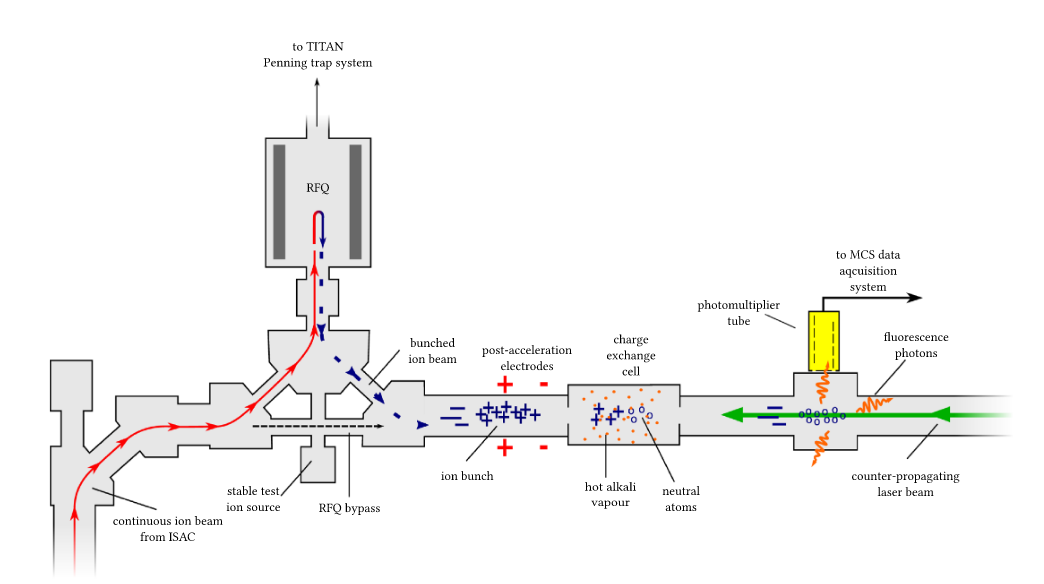 to TITAN
Penning trap system
RFQ
to MCS data
aqcuisition
system
photomultiplier
tube
fluorescence
photons
bunched
ion beam
post-acceleration
electrodes
charge
exchange
cell
ion bunch
hot alkali
vapour
neutral
atoms
counter-propagating
laser beam
stable test
ion source
RFQ bypass
continuous ion beam
from ISAC